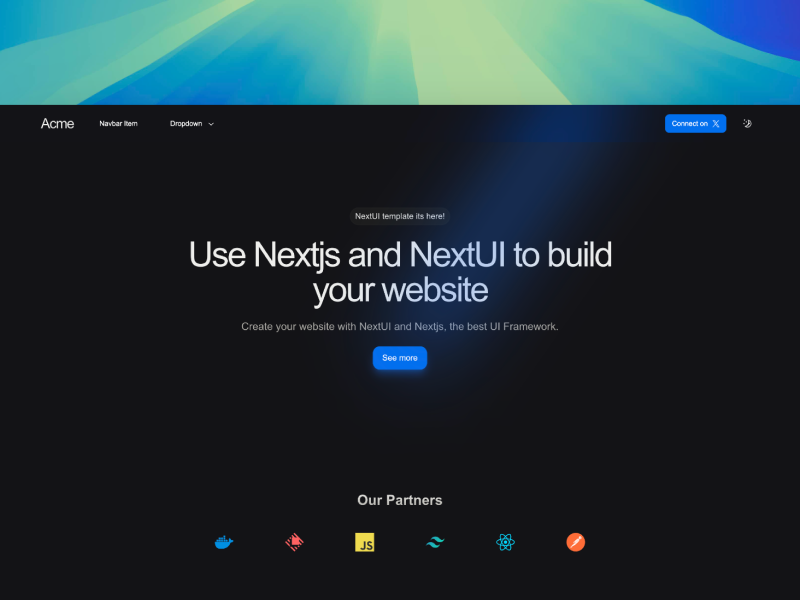 Acme
Navbar Item
Dropdown
Connect on X
NextUI template its here!
Use Nextjs and NextUI to build
your website
Create your website with NextUI and Nextjs, the best UI Framework.
See more
Our Partners
JS